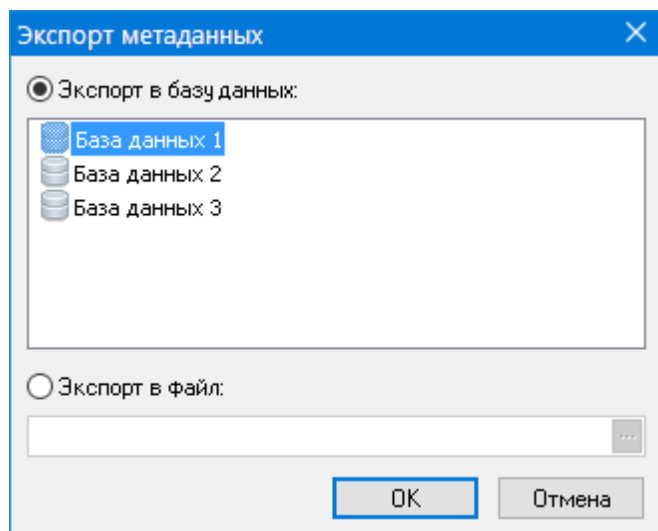 Экспорт метаданных
Экспорт в базу данных:
База данных 1
База данных 2
База данных 3
Экспорт в файл:
...
OK Отмена